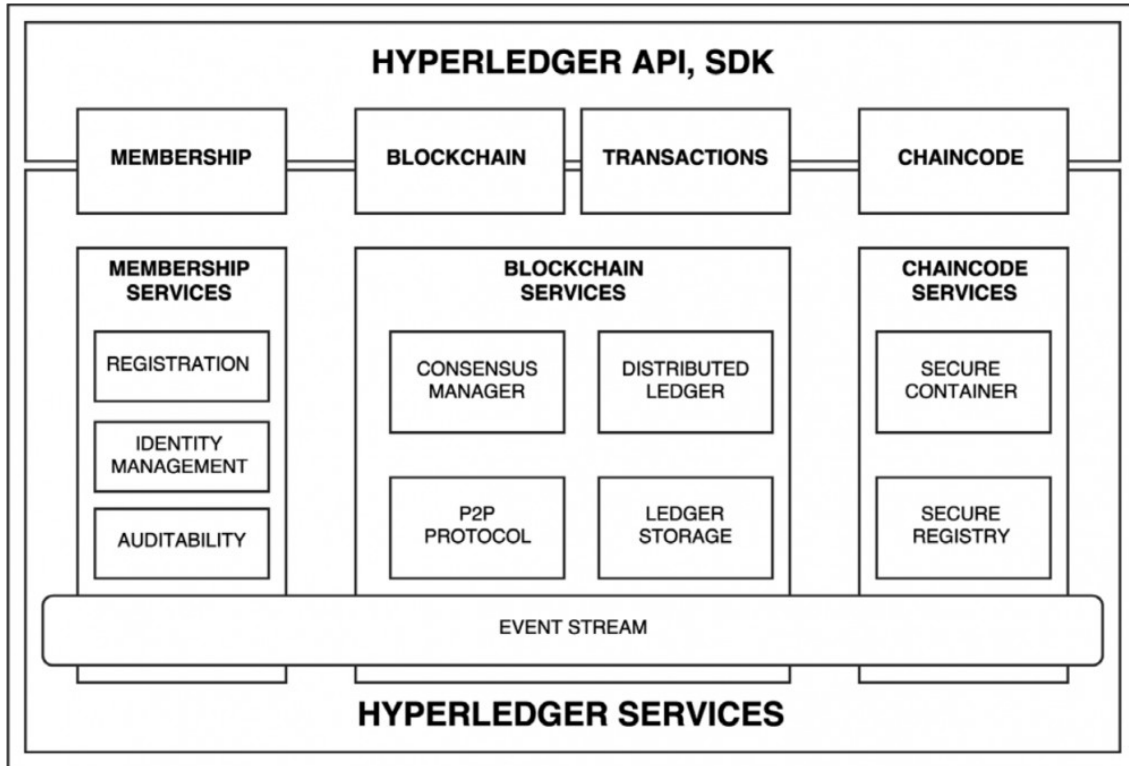 HYPERLEDGER API, SDK
MEMBERSHIP
BLOCKCHAIN
TRANSACTIONS
CHAINCODE
MEMBERSHIP
SERVICES
REGISTRATION
IDENTITY
MANAGEMENT
AUDITABILITY
BLOCKCHAIN
SERVICES
CONSENSUS
MANAGER
DISTRIBUTED
LEDGER
P2P
PROTOCOL
LEDGER
STORAGE
CHAINCODE
SERVICES
SECURE
CONTAINER
SECURE
REGISTRY
EVENT STREAM
HYPERLEDGER SERVICES